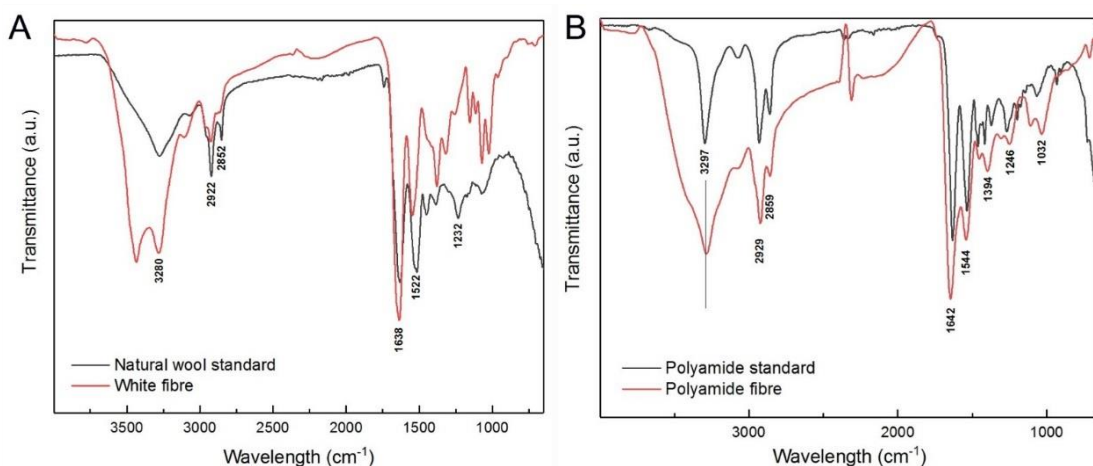 A
Transmittance (a.u.)
3280
2922
2852
1638
1522
1232
Natural wool standard
White fibre
3500 3000 2500 2000 1500 1000
Wavelength (cm⁻¹)
B
Transmittance (a.u.)
3297
2929
2859
1642
1544
1394
1246
1032
Polyamide standard
Polyamide fibre
3000 2000 1000
Wavelength (cm⁻¹)